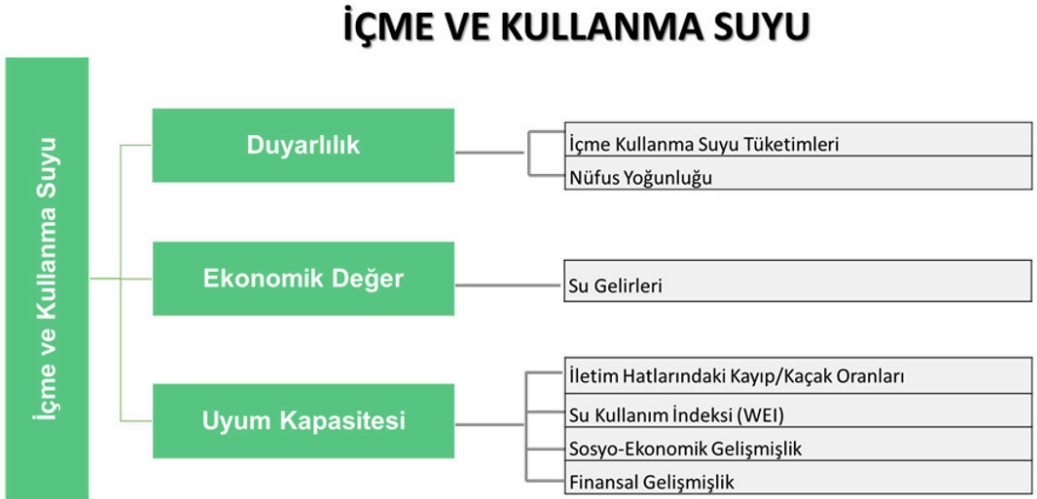 İÇME VE KULLANMA SUYU
İçme ve Kullanma Suyu
Duyarlılık
İçme Kullanma Suyu Tüketimleri
Nüfus Yoğunluğu
Ekonomik Değer
Su Gelirleri
Uyum Kapasitesi
İletim Hatlarındaki Kayıp/Kaçak Oranları
Su Kullanım İndeksi (WEI)
Sosyo-Ekonomik Gelişmişlik
Finansal Gelişmişlik